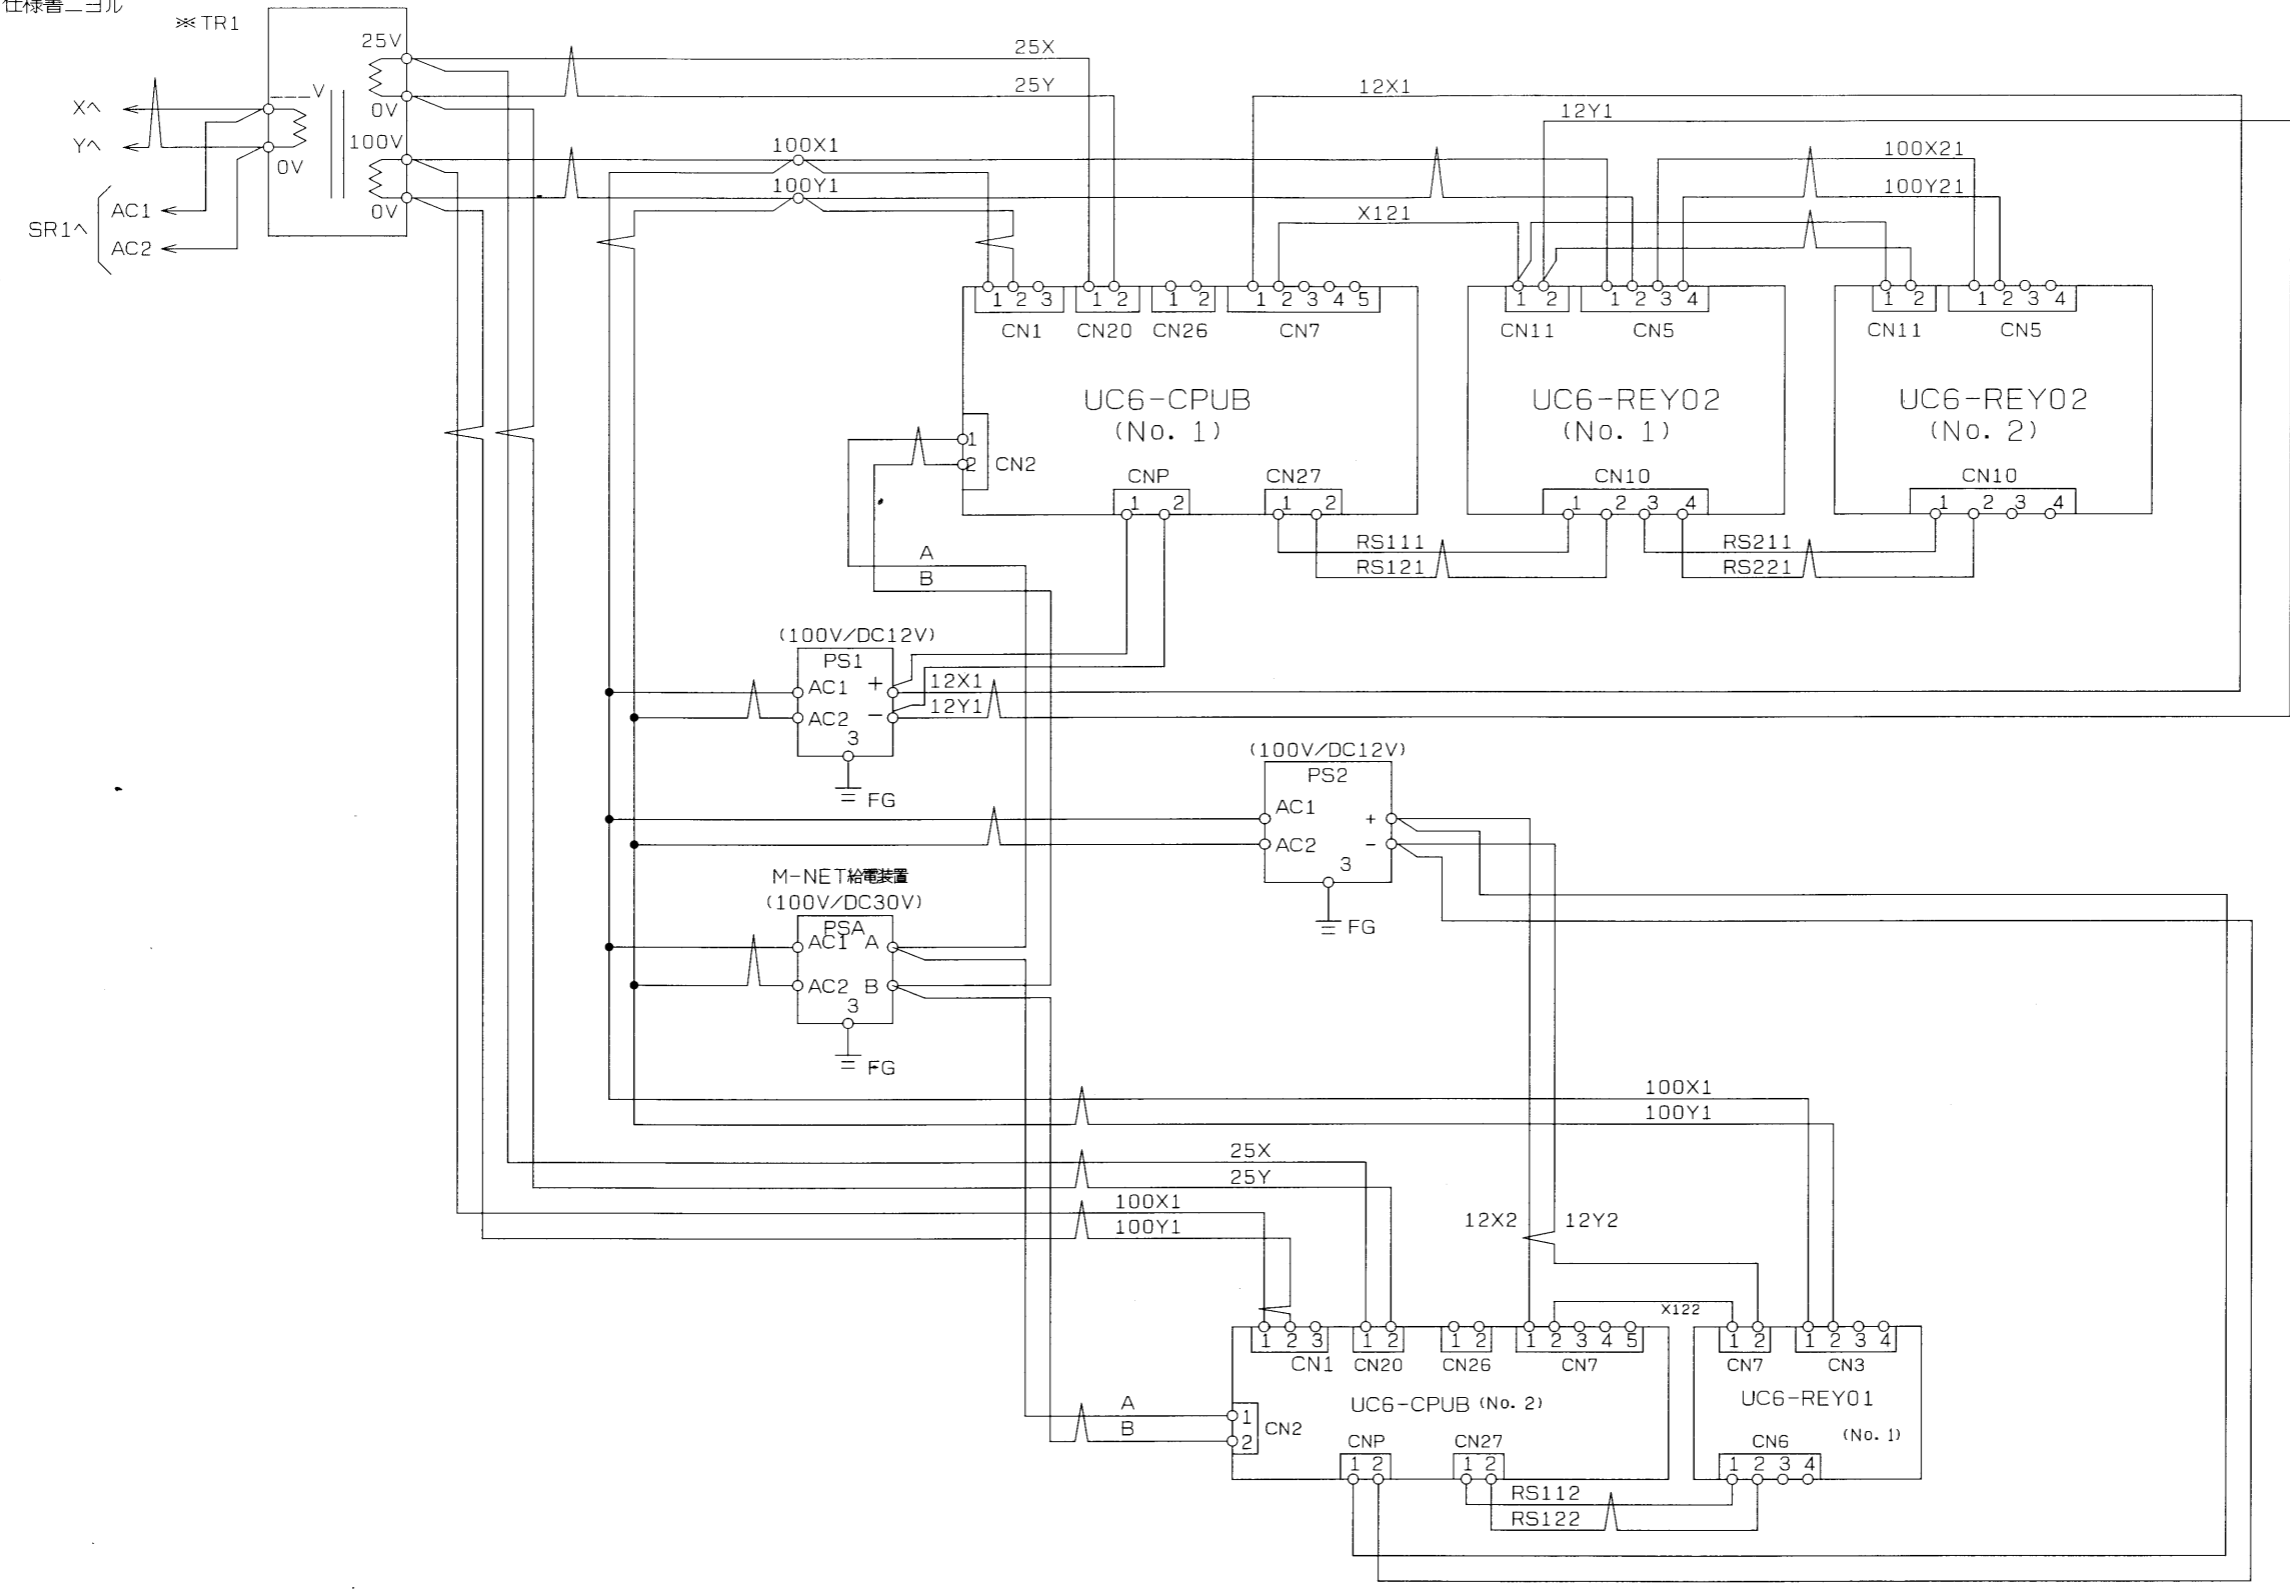 仕様書ニヨル
※TR1
25V
0V
100V
0V
V
0V
Xへ
Yへ
SR1へ
AC1
AC2
25X
25Y
100X1
100Y1
12X1
12Y1
100X21
100Y21
X121
1 2 3
CN1
1 2
CN20
1 2
CN26
1 2 3 4 5
CN7
UC6-CPUB
(No. 1)
1
2
CN2
CNP
1 2
CN27
1 2
1 2
CN11
1 2 3 4
CN5
UC6-REY02
(No. 1)
CN10
1 2 3 4
1 2
CN11
1 2 3 4
CN5
UC6-REY02
(No. 2)
CN10
1 2 3 4
RS111
RS121
RS211
RS221
A
B
(100V/DC12V)
PS1
AC1 +
AC2 -
3
FG
12X1
12Y1
(100V/DC12V)
PS2
AC1 +
AC2 -
3
FG
M-NET給電装置
(100V/DC30V)
PSA
AC1 A
AC2 B
3
FG
100X1
100Y1
25X
25Y
100X1
100Y1
12X2
12Y2
X122
1 2 3
CN1
1 2
CN20
1 2
CN26
1 2 3 4 5
CN7
UC6-CPUB (No. 2)
A
B
1
2
CN2
CNP
1 2
CN27
1 2
1 2
CN7
1 2 3 4
CN3
UC6-REY01
(No. 1)
CN6
1 2 3 4
RS112
RS122